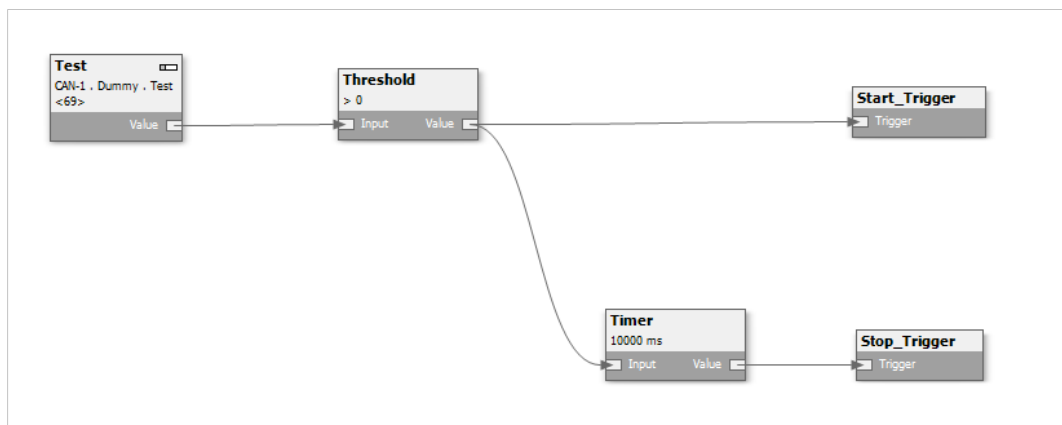 Test
CAN-1 . Dummy . Test
<69>
Value
Threshold
> 0
Input Value
Start_Trigger
Trigger
Timer
10000 ms
Input Value
Stop_Trigger
Trigger